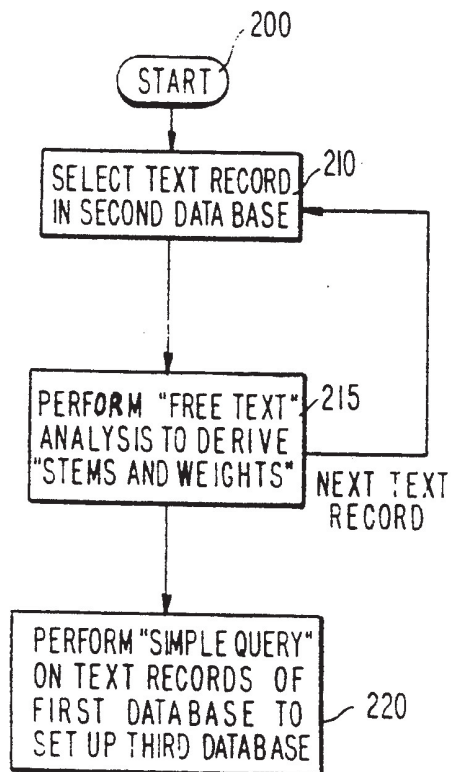 200
START
SELECT TEXT RECORD
IN SECOND DATA BASE
210
PERFORM "FREE TEXT"
ANALYSIS TO DERIVE
"STEMS AND WEIGHTS"
215
NEXT TEXT
RECORD
PERFORM "SIMPLE QUERY"
ON TEXT RECORDS OF
FIRST DATABASE TO
SET UP THIRD DATABASE
220